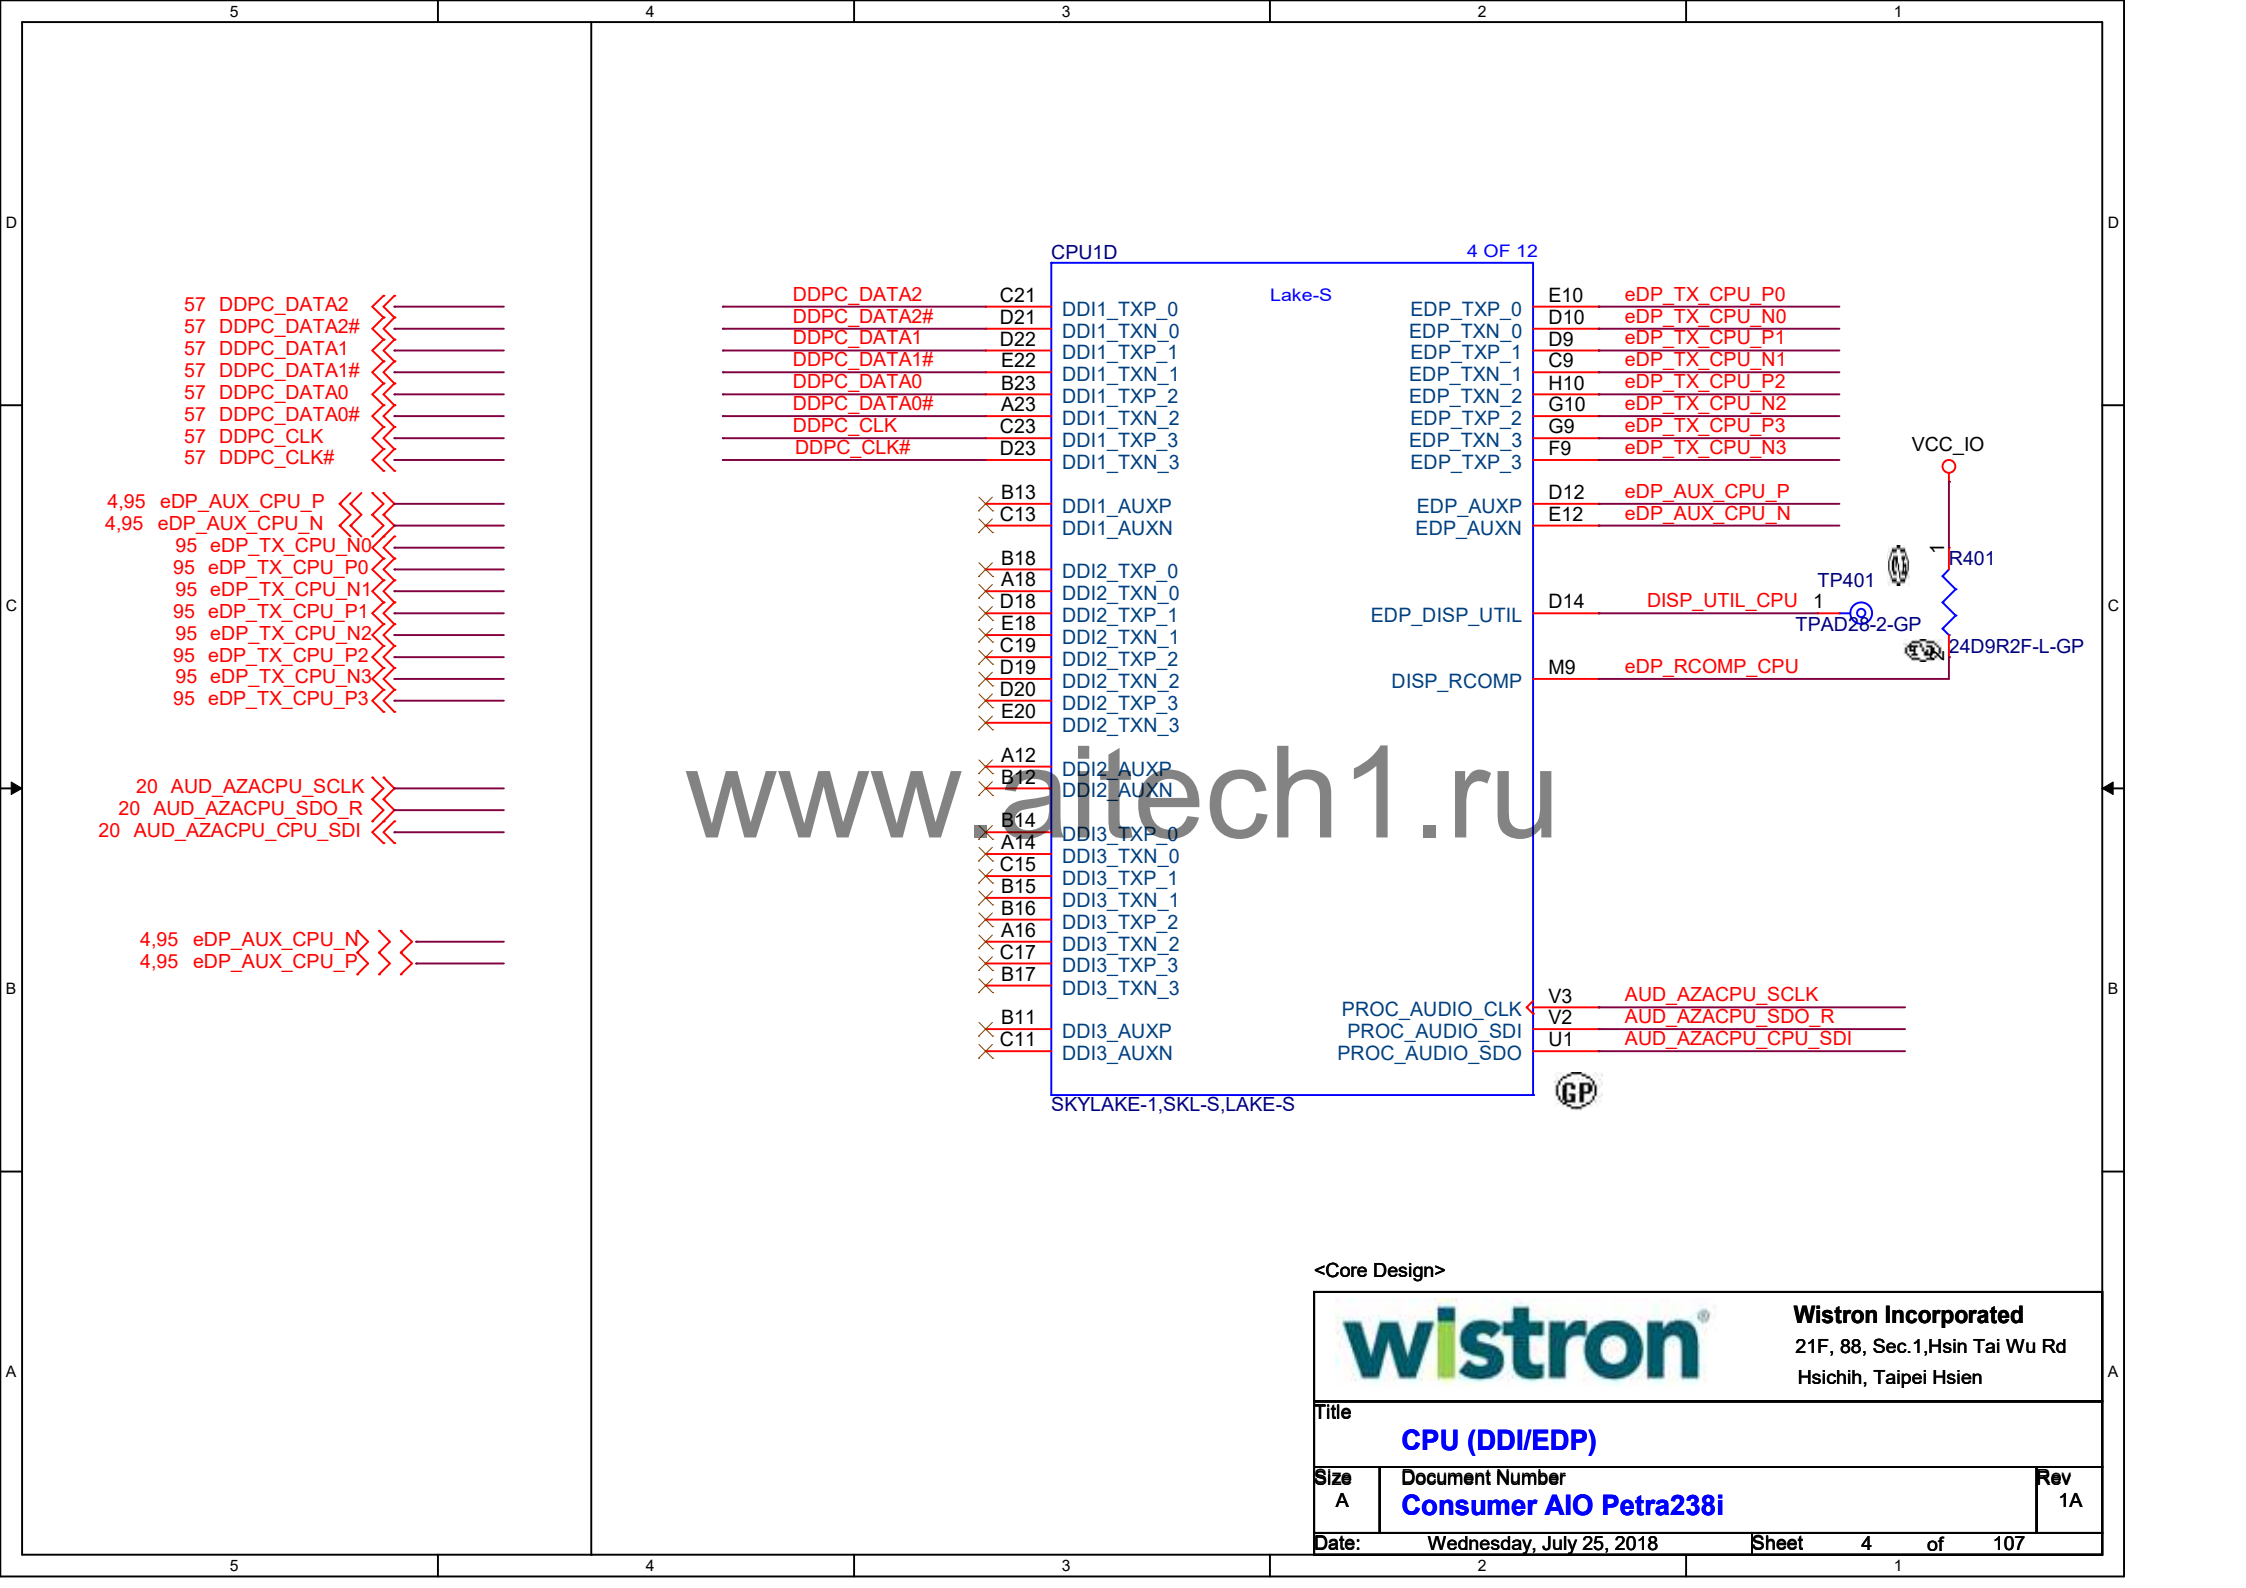 5 4 3 2 1
D D
C C
B B
A A
57 DDPC_DATA2
57 DDPC_DATA2#
57 DDPC_DATA1
57 DDPC_DATA1#
57 DDPC_DATA0
57 DDPC_DATA0#
57 DDPC_CLK
57 DDPC_CLK#
4,95 eDP_AUX_CPU_P
4,95 eDP_AUX_CPU_N
95 eDP_TX_CPU_N0
95 eDP_TX_CPU_P0
95 eDP_TX_CPU_N1
95 eDP_TX_CPU_P1
95 eDP_TX_CPU_N2
95 eDP_TX_CPU_P2
95 eDP_TX_CPU_N3
95 eDP_TX_CPU_P3
20 AUD_AZACPU_SCLK
20 AUD_AZACPU_SDO_R
20 AUD_AZACPU_CPU_SDI
4,95 eDP_AUX_CPU_N
4,95 eDP_AUX_CPU_P
CPU1D 4 OF 12
Lake-S
DDPC_DATA2 C21 DDI1_TXP_0
DDPC_DATA2# D21 DDI1_TXN_0
DDPC_DATA1 D22 DDI1_TXP_1
DDPC_DATA1# E22 DDI1_TXN_1
DDPC_DATA0 B23 DDI1_TXP_2
DDPC_DATA0# A23 DDI1_TXN_2
DDPC_CLK C23 DDI1_TXP_3
DDPC_CLK# D23 DDI1_TXN_3
B13 DDI1_AUXP
C13 DDI1_AUXN
B18 DDI2_TXP_0
A18 DDI2_TXN_0
D18 DDI2_TXP_1
E18 DDI2_TXN_1
C19 DDI2_TXP_2
D19 DDI2_TXN_2
D20 DDI2_TXP_3
E20 DDI2_TXN_3
A12 DDI2_AUXP
B12 DDI2_AUXN
B14 DDI3_TXP_0
A14 DDI3_TXN_0
C15 DDI3_TXP_1
B15 DDI3_TXN_1
B16 DDI3_TXP_2
A16 DDI3_TXN_2
C17 DDI3_TXP_3
B17 DDI3_TXN_3
B11 DDI3_AUXP
C11 DDI3_AUXN
EDP_TXP_0 E10 eDP_TX_CPU_P0
EDP_TXN_0 D10 eDP_TX_CPU_N0
EDP_TXP_1 D9 eDP_TX_CPU_P1
EDP_TXN_1 C9 eDP_TX_CPU_N1
EDP_TXN_2 H10 eDP_TX_CPU_P2
EDP_TXP_2 G10 eDP_TX_CPU_N2
EDP_TXN_3 G9 eDP_TX_CPU_P3
EDP_TXP_3 F9 eDP_TX_CPU_N3
EDP_AUXP D12 eDP_AUX_CPU_P
EDP_AUXN E12 eDP_AUX_CPU_N
EDP_DISP_UTIL D14 DISP_UTIL_CPU 1
TP401
TPAD28-2-GP
DISP_RCOMP M9 eDP_RCOMP_CPU
VCC_IO
1
R401
2
24D9R2F-L-GP
PROC_AUDIO_CLK V3 AUD_AZACPU_SCLK
PROC_AUDIO_SDI V2 AUD_AZACPU_SDO_R
PROC_AUDIO_SDO U1 AUD_AZACPU_CPU_SDI
GP
SKYLAKE-1,SKL-S,LAKE-S
www.aitech1.ru
<Core Design>
wistron®
Wistron Incorporated
21F, 88, Sec.1,Hsin Tai Wu Rd
Hsichih, Taipei Hsien
Title
CPU (DDI/EDP)
Size
A
Document Number
Consumer AIO Petra238i
Rev
1A
Date: Wednesday, July 25, 2018 Sheet 4 of 107
5 4 3 2 1